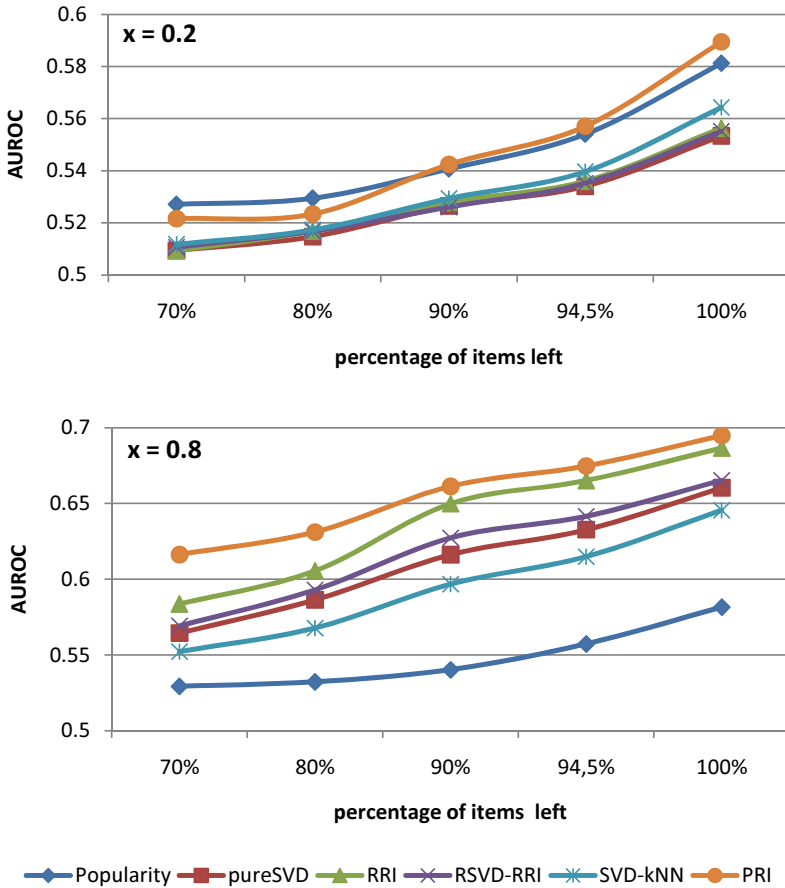 x = 0.2
AUROC
0.6
0.58
0.56
0.54
0.52
0.5
70% 80% 90% 94,5% 100%
percentage of items left
x = 0.8
AUROC
0.7
0.65
0.6
0.55
0.5
70% 80% 90% 94,5% 100%
percentage of items left
Popularity pureSVD RRI RSVD-RRI SVD-kNN PRI